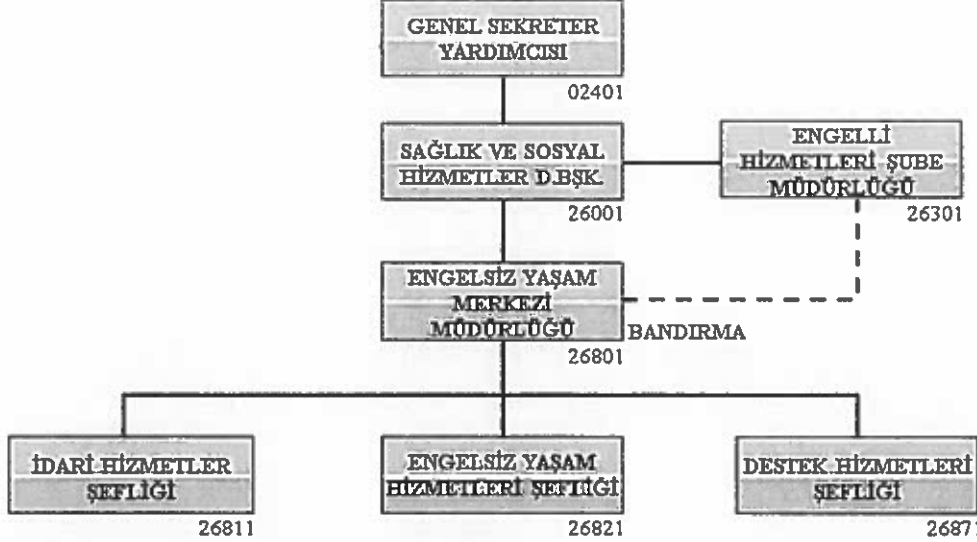 GENEL SEKRETER
YARDIMCISI
02401
SAĞLIK VE SOSYAL
HİZMETLER D.BŞK.
26001
ENGELLİ
HİZMETLERİ ŞUBE
MÜDÜRLÜĞÜ
26301
ENGELSİZ YAŞAM
MERKEZİ
MÜDÜRLÜĞÜ
BANDIRMA
26801
İDARİ HİZMETLER
ŞEFLİĞİ
26811
ENGELSİZ YAŞAM
HİZMETLERİ ŞEFLİĞİ
26821
DESTEK HİZMETLERİ
ŞEFLİĞİ
26871